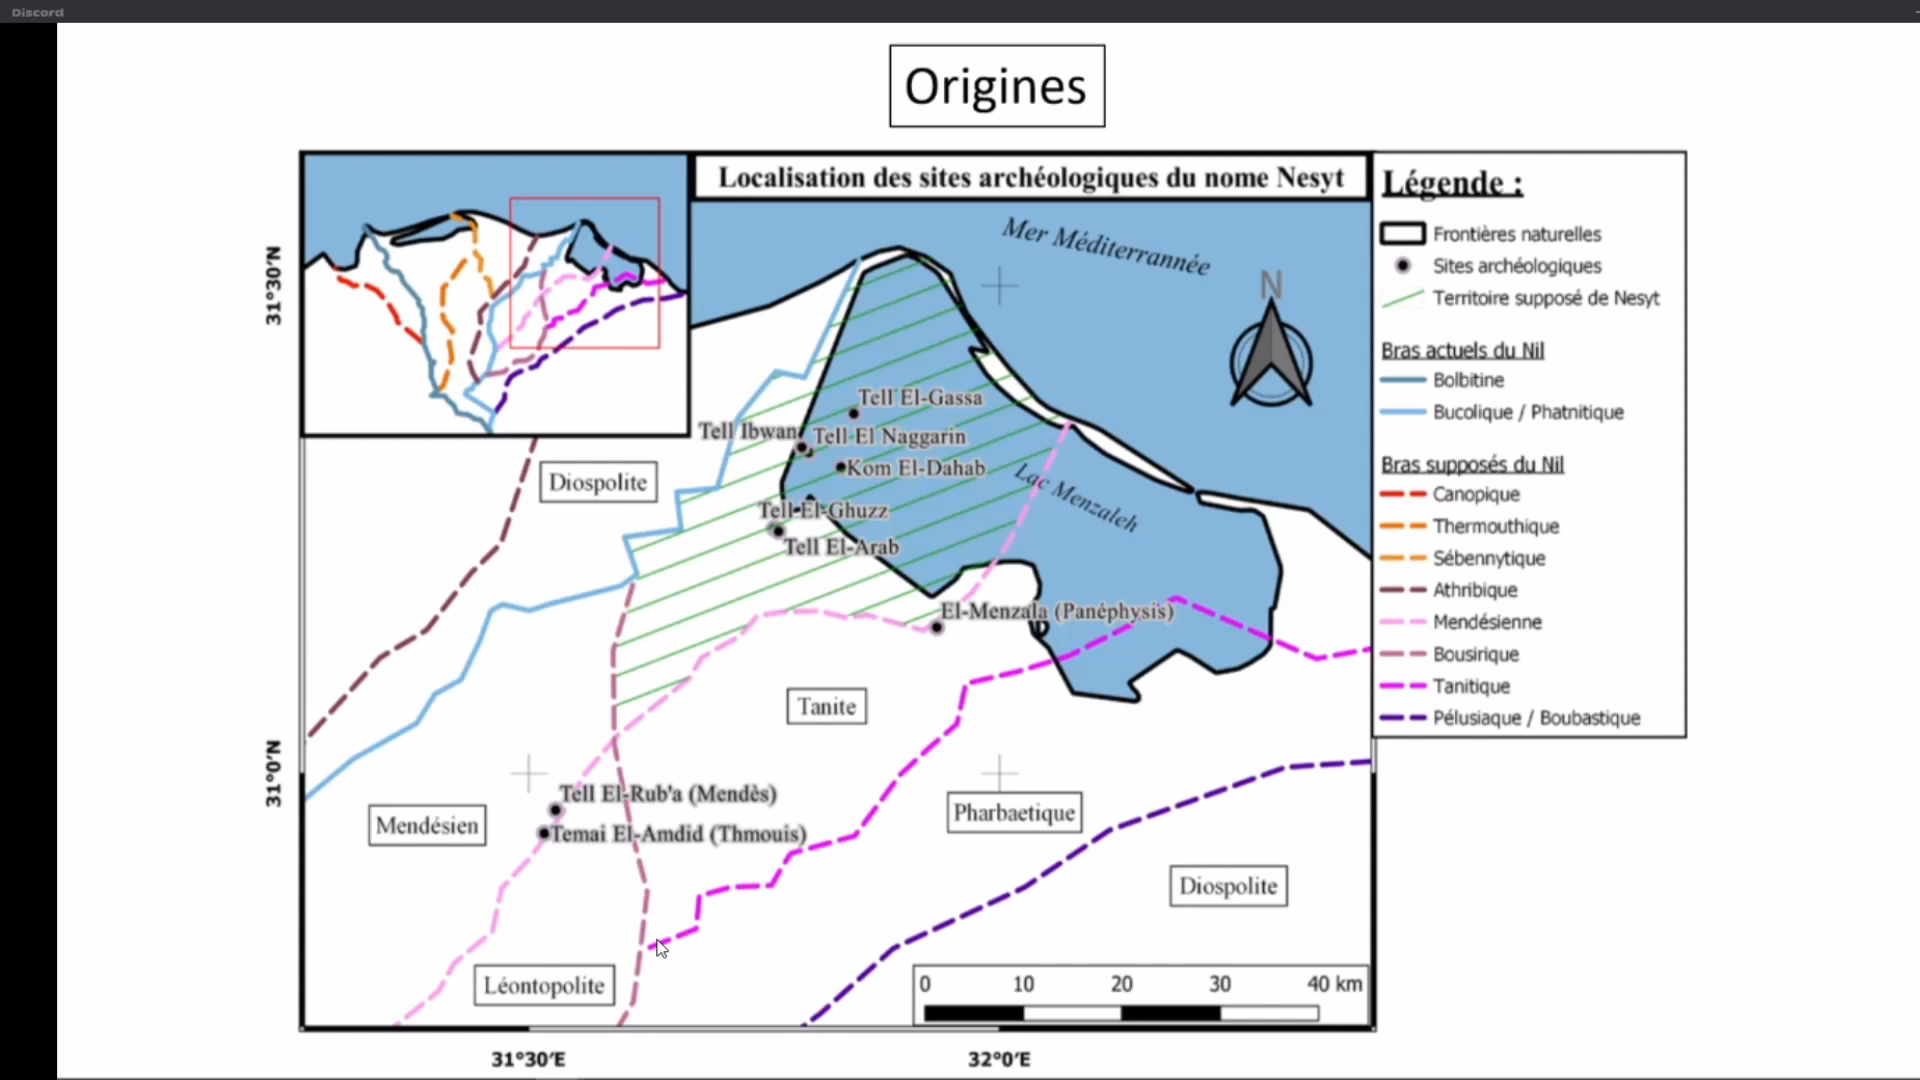 Discord
Origines
Localisation des sites archéologiques du nome Nesyt
Mer Méditerrannée
N
Tell El-Gassa
Tell Ibwan
Tell El Naggarin
Kom El-Dahab
Lac Menzaleh
Tell El-Ghuzz
Tell El-Arab
El-Menzala (Panéphysis)
Diospolite
Tanite
Tell El-Rub'a (Mendès)
Temai El-Amdid (Thmouis)
Mendésien
Pharbaetique
Diospolite
Léontopolite
0 10 20 30 40 km
31°30'N
31°0'N
31°30'E
32°0'E
Légende :
Frontières naturelles
Sites archéologiques
Territoire supposé de Nesyt
Bras actuels du Nil
Bolbitine
Bucolique / Phatnitique
Bras supposés du Nil
Canopique
Thermouthique
Sébennytique
Athribique
Mendésienne
Bousirique
Tanitique
Pélusiaque / Boubastique